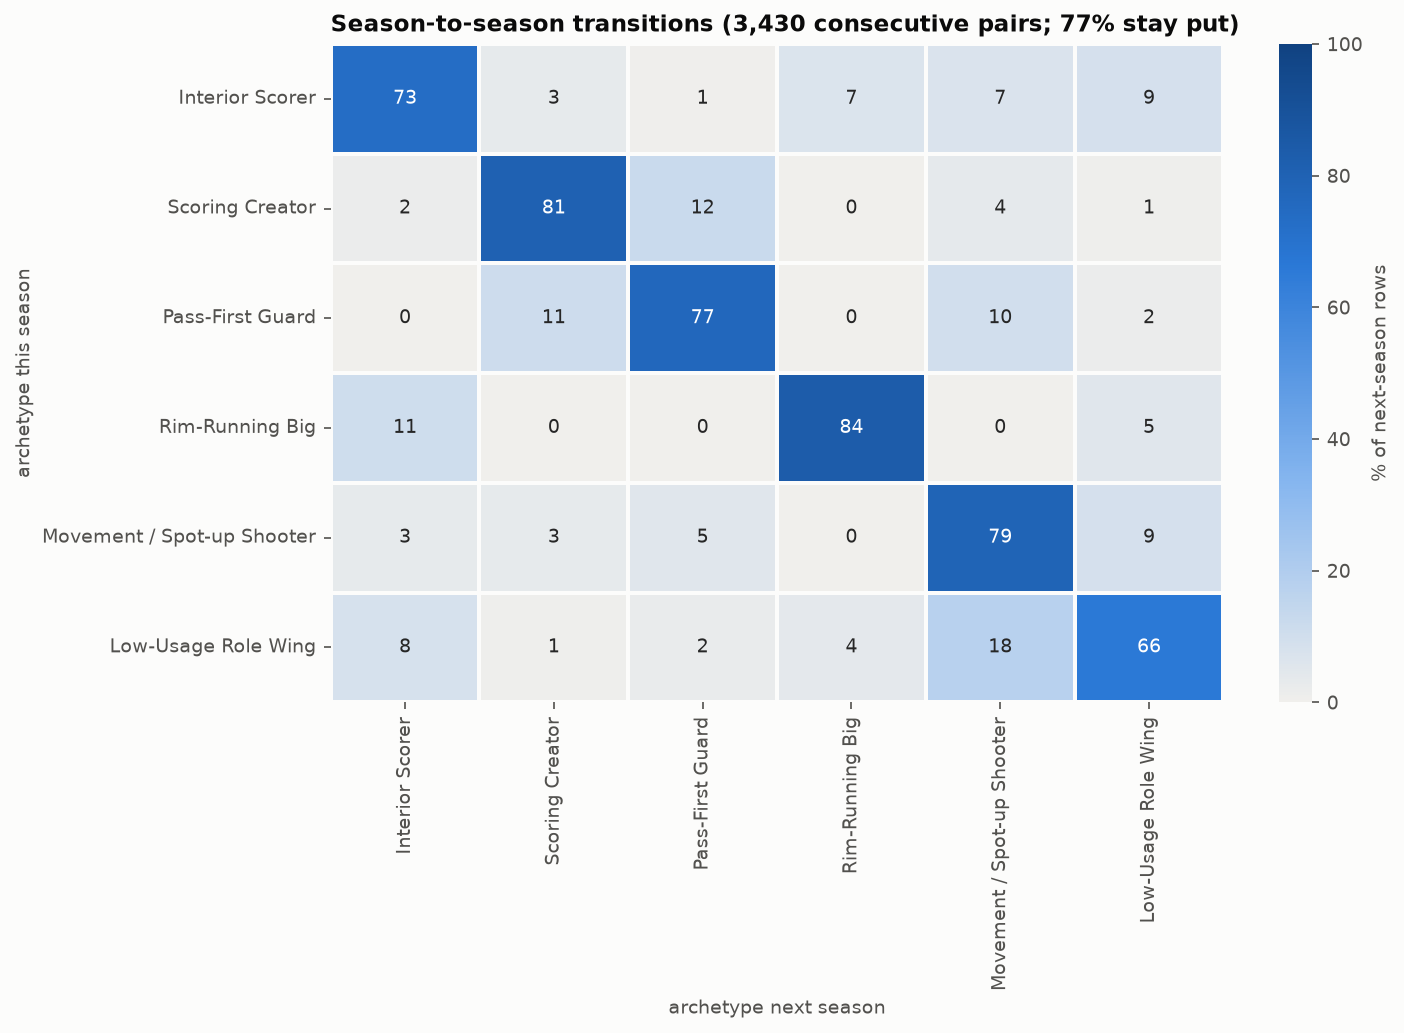 Season-to-season transitions (3,430 consecutive pairs; 77% stay put)
archetype this season
Interior Scorer 73 3 1 7 7 9
Scoring Creator 2 81 12 0 4 1
Pass-First Guard 0 11 77 0 10 2
Rim-Running Big 11 0 0 84 0 5
Movement / Spot-up Shooter 3 3 5 0 79 9
Low-Usage Role Wing 8 1 2 4 18 66
Interior Scorer
Scoring Creator
Pass-First Guard
Rim-Running Big
Movement / Spot-up Shooter
Low-Usage Role Wing
archetype next season
100
80
60
40
20
0
% of next-season rows